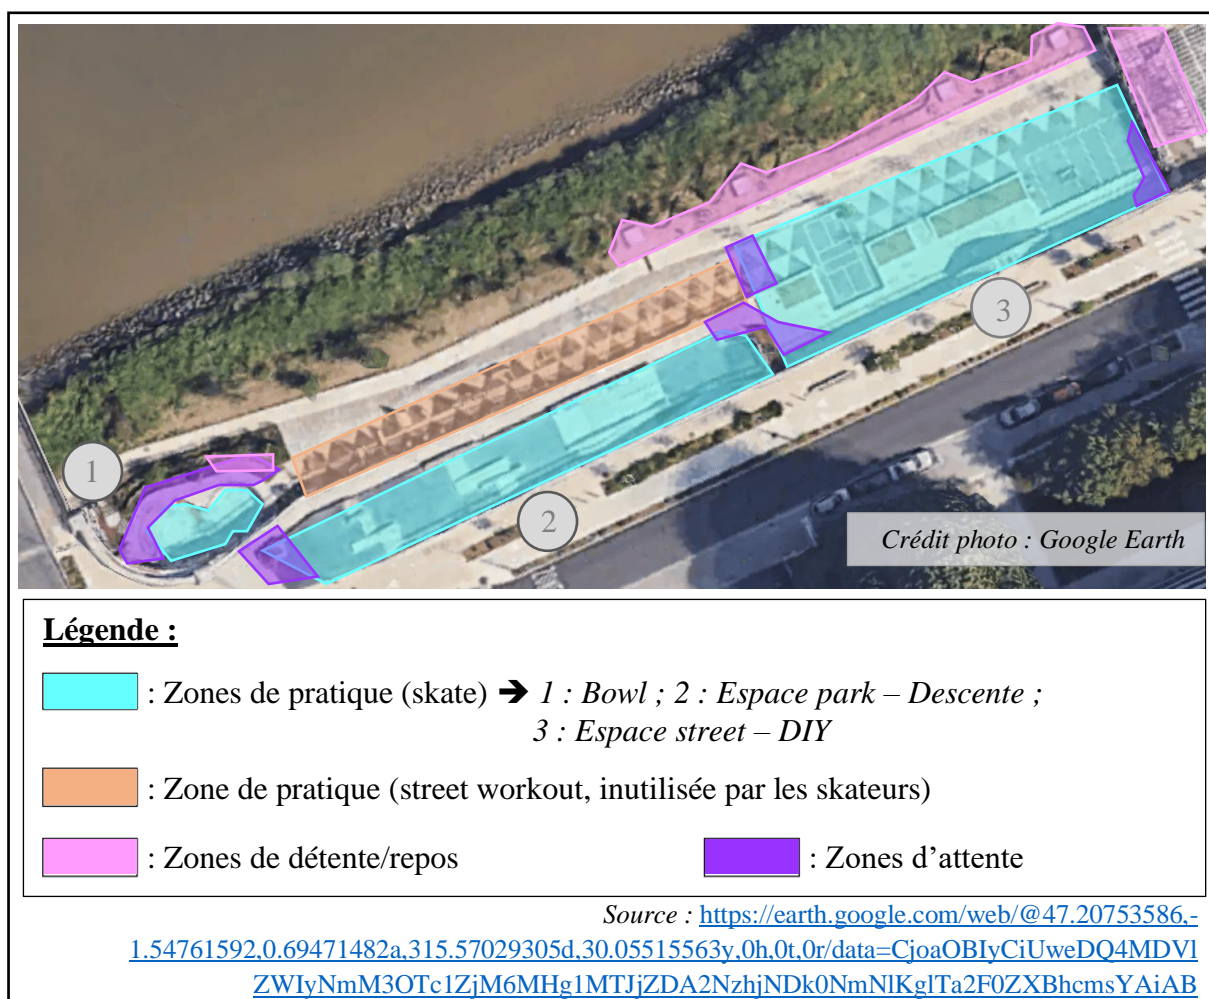 1
2
3
Crédit photo : Google Earth
Légende :
: Zones de pratique (skate) ➔ 1 : Bowl ; 2 : Espace park – Descente ;
3 : Espace street – DIY
: Zone de pratique (street workout, inutilisée par les skateurs)
: Zones de détente/repos
: Zones d’attente
Source : https://earth.google.com/web/@47.20753586,-
1.54761592,0.69471482a,315.57029305d,30.05515563y,0h,0t,0r/data=CjoaOBIyCiUweDQ4MDVl
ZWIyNmM3OTc1ZjM6MHg1MTJjZDA2NzhjNDk0NmNlKglTa2F0ZXBhcmsYAiAB